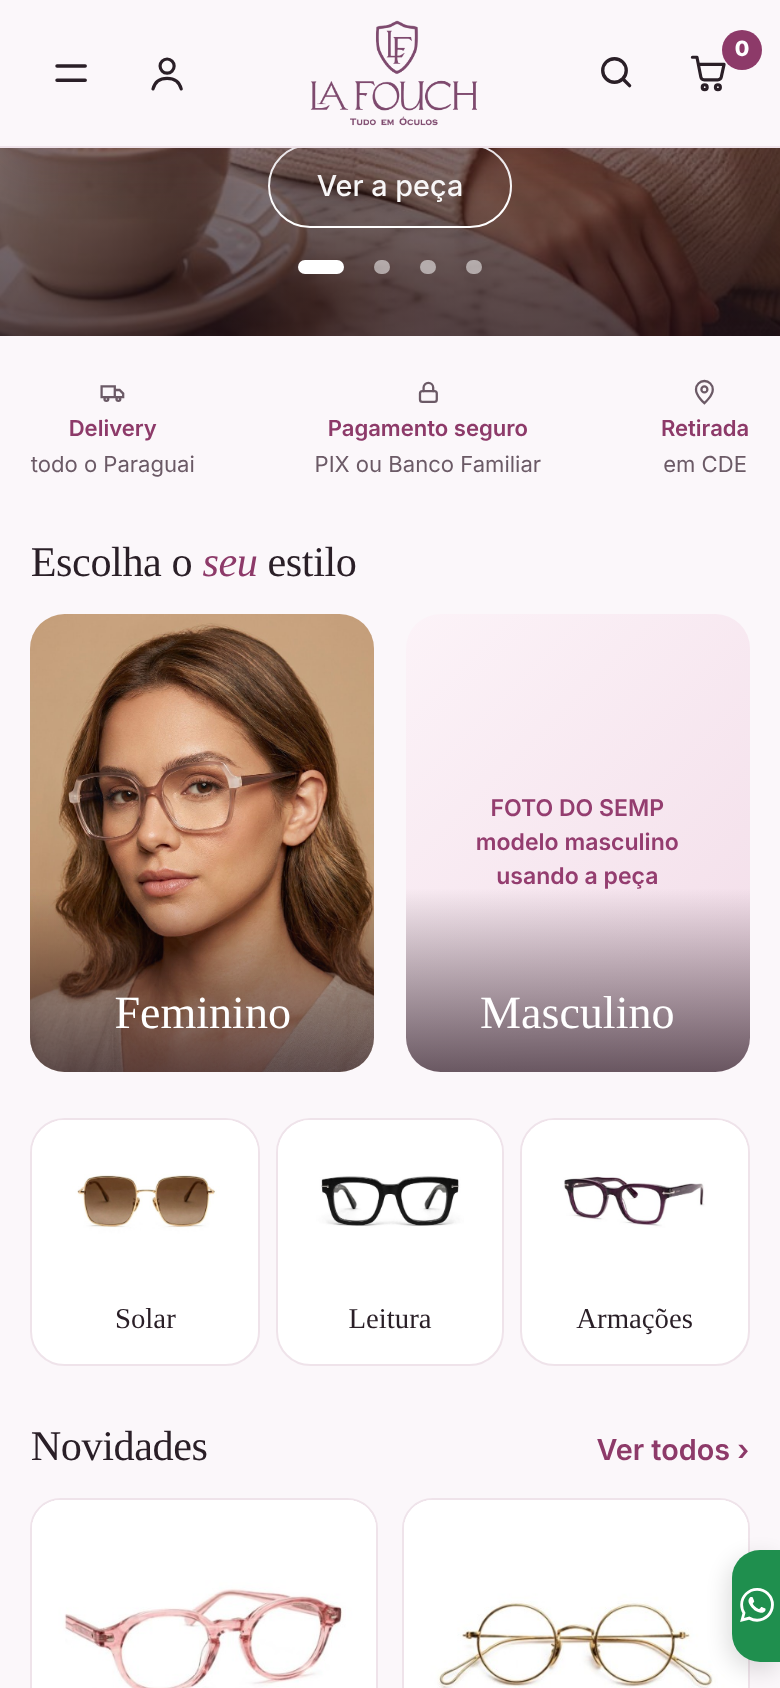 LF
LA FOUCH
TUDO EM ÓCULOS
0
Ver a peça
Delivery
todo o Paraguai
Pagamento seguro
PIX ou Banco Familiar
Retirada
em CDE
Escolha o seu estilo
Feminino
FOTO DO SEMP
modelo masculino
usando a peça
Masculino
Solar
Leitura
Armações
Novidades
Ver todos ›